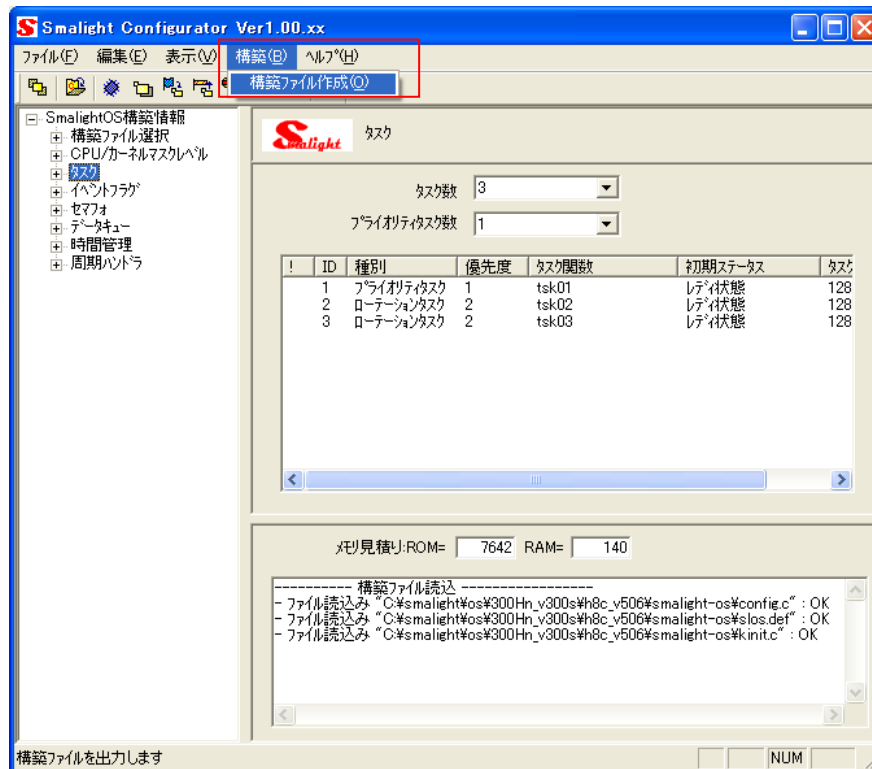 Smalight Configurator Ver1.00.xx
ファイル(F) 編集(E) 表示(V) 構築(B) ヘルプ(H)
構築ファイル作成(O)
SmalightOS構築情報
構築ファイル選択
CPU/カーネルマスクレベル
タスク
イベントフラグ
セマフォ
データキュー
時間管理
周期ハンドラ
Smalight タスク
タスク数 3
プライオリティタスク数 1
! ID 種別 優先度 タスク関数 初期ステータス タスク
1 プライオリティタスク 1 tsk01 レディ状態 128
2 ローテーションタスク 2 tsk02 レディ状態 128
3 ローテーションタスク 2 tsk03 レディ状態 128
メモリ見積り:ROM= 7642 RAM= 140
---------- 構築ファイル読込 -----------------
- ファイル読込み "C:¥smalight¥os¥300Hn_v300s¥h8c_v506¥smalight-os¥config.c" : OK
- ファイル読込み "C:¥smalight¥os¥300Hn_v300s¥h8c_v506¥smalight-os¥slos.def" : OK
- ファイル読込み "C:¥smalight¥os¥300Hn_v300s¥h8c_v506¥smalight-os¥kinit.c" : OK
構築ファイルを出力します NUM